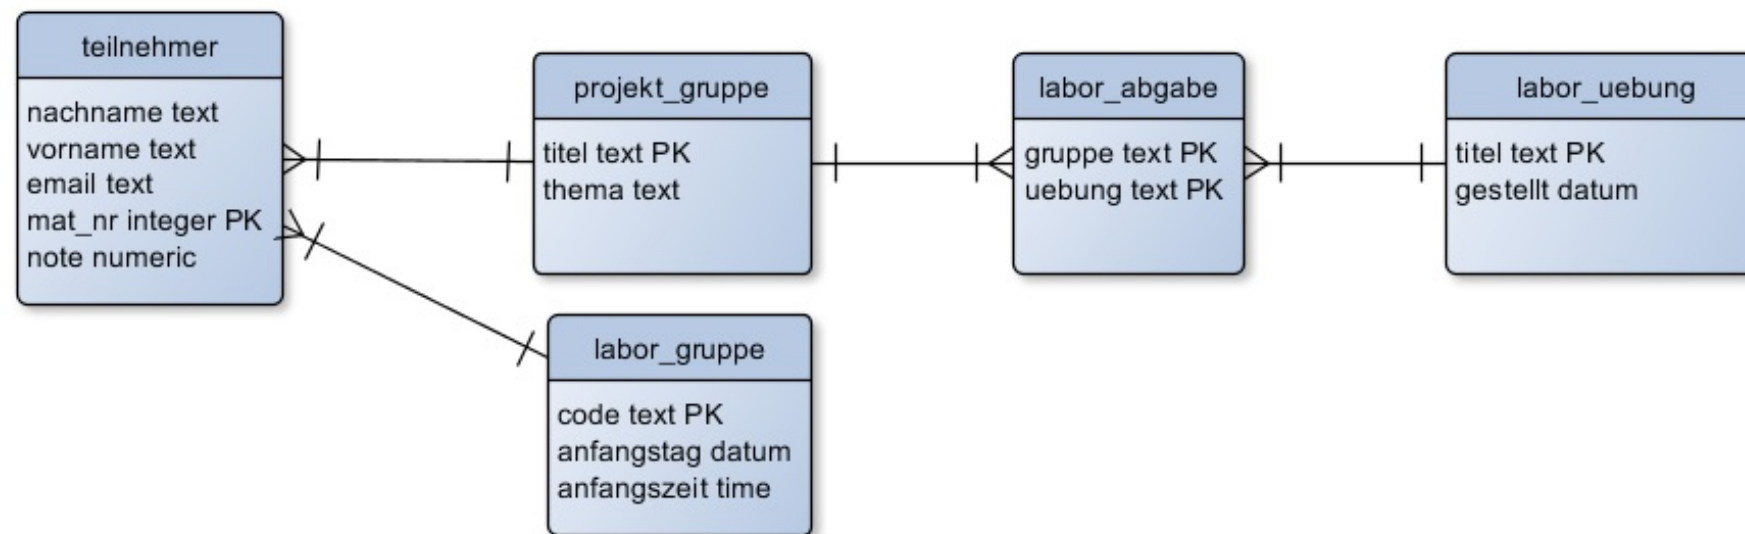 teilnehmer
nachname text
vorname text
email text
mat_nr integer PK
note numeric
projekt_gruppe
titel text PK
thema text
labor_abgabe
gruppe text PK
uebung text PK
labor_uebung
titel text PK
gestellt datum
labor_gruppe
code text PK
anfangstag datum
anfangszeit time